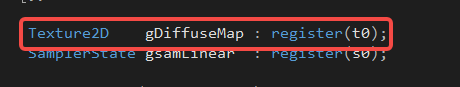 Texture2D    gDiffuseMap : register(t0);
SamplerState gsamLinear  : register(s0);